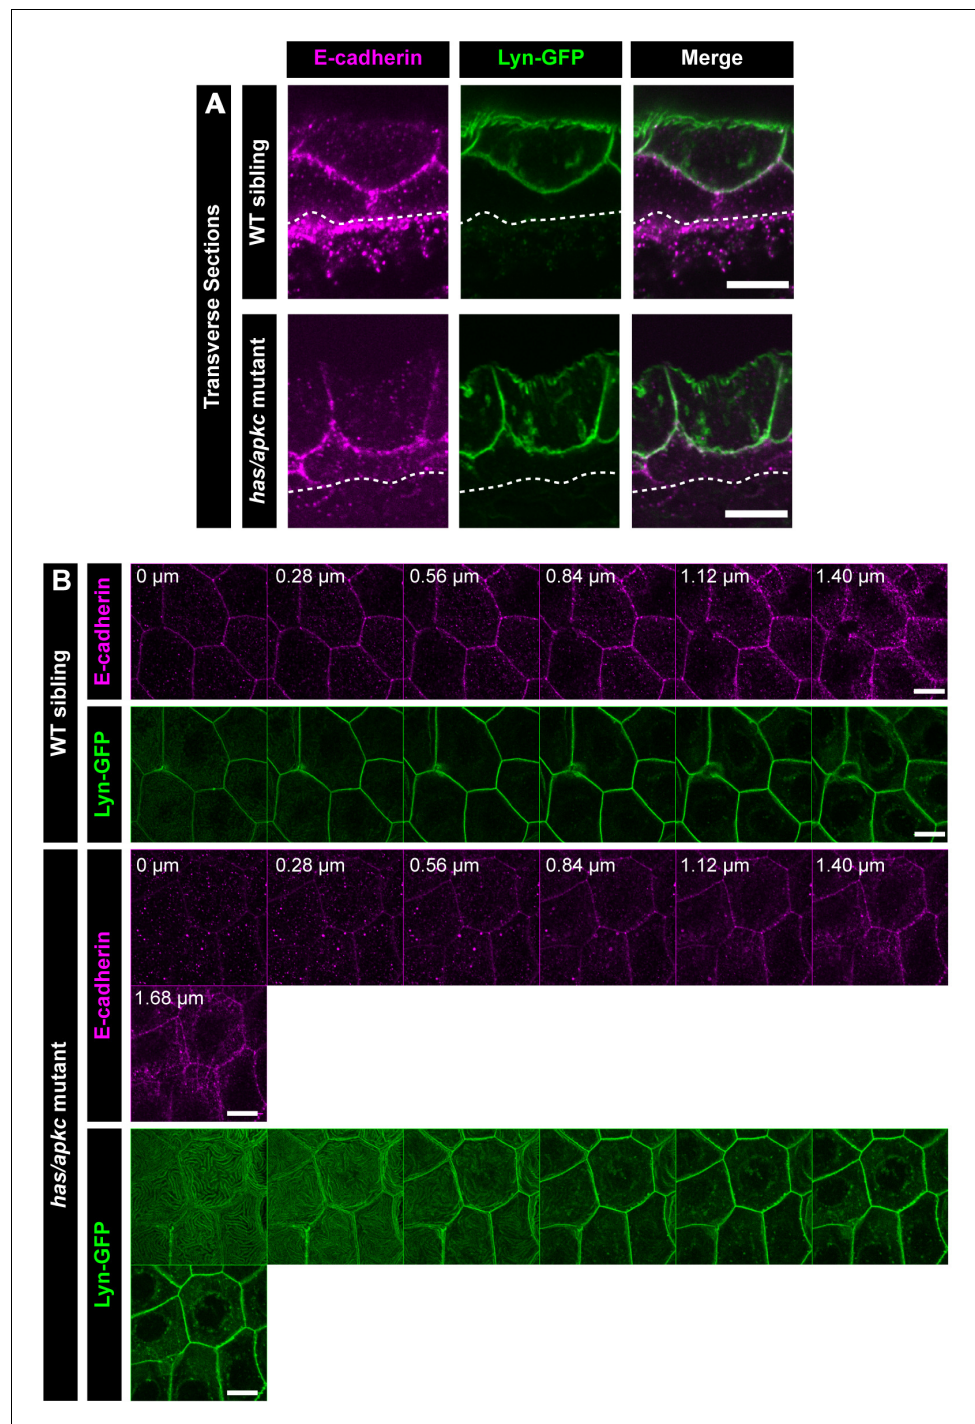 E-cadherin
Lyn-GFP
Merge
A
Transverse Sections
WT sibling
has/apkc mutant
B
WT sibling
E-cadherin
0 µm
0.28 µm
0.56 µm
0.84 µm
1.12 µm
1.40 µm
Lyn-GFP
has/apkc mutant
E-cadherin
0 µm
0.28 µm
0.56 µm
0.84 µm
1.12 µm
1.40 µm
1.68 µm
Lyn-GFP